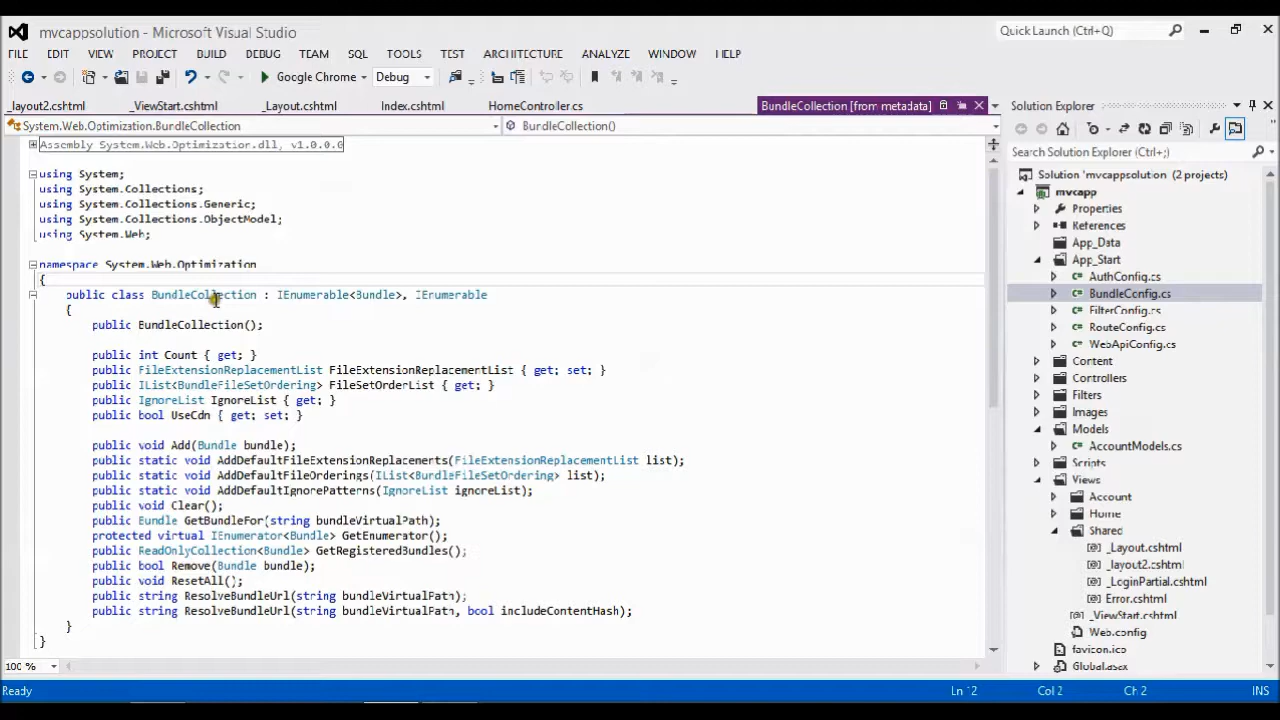 mvcappsolution - Microsoft Visual Studio
Quick Launch (Ctrl+Q)
FILE EDIT VIEW PROJECT BUILD DEBUG TEAM SQL TOOLS TEST ARCHITECTURE ANALYZE WINDOW HELP
Google Chrome Debug
_layout2.cshtml _ViewStart.cshtml _Layout.cshtml Index.cshtml HomeController.cs BundleCollection [from metadata]
System.Web.Optimization.BundleCollection BundleCollection()
Assembly System.Web.Optimization.dll, v1.0.0.0
using System;
using System.Collections;
using System.Collections.Generic;
using System.Collections.ObjectModel;
using System.Web;
namespace System.Web.Optimization
{
public class BundleCollection : IEnumerable<Bundle>, IEnumerable
{
public BundleCollection();
public int Count { get; }
public FileExtensionReplacementList FileExtensionReplacementList { get; set; }
public IList<BundleFileSetOrdering> FileSetOrderList { get; }
public IgnoreList IgnoreList { get; }
public bool UseCdn { get; set; }
public void Add(Bundle bundle);
public static void AddDefaultFileExtensionReplacements(FileExtensionReplacementList list);
public static void AddDefaultFileOrderings(IList<BundleFileSetOrdering> list);
public static void AddDefaultIgnorePatterns(IgnoreList ignoreList);
public void Clear();
public Bundle GetBundleFor(string bundleVirtualPath);
protected virtual IEnumerator<Bundle> GetEnumerator();
public ReadOnlyCollection<Bundle> GetRegisteredBundles();
public bool Remove(Bundle bundle);
public void ResetAll();
public string ResolveBundleUrl(string bundleVirtualPath);
public string ResolveBundleUrl(string bundleVirtualPath, bool includeContentHash);
}
}
100 %
Solution Explorer
Search Solution Explorer (Ctrl+;)
Solution 'mvcappsolution' (2 projects)
mvcapp
Properties
References
App_Data
App_Start
AuthConfig.cs
BundleConfig.cs
FilterConfig.cs
RouteConfig.cs
WebApiConfig.cs
Content
Controllers
Filters
Images
Models
AccountModels.cs
Scripts
Views
Account
Home
Shared
_Layout.cshtml
_layout2.cshtml
_LoginPartial.cshtml
Error.cshtml
_ViewStart.cshtml
Web.config
favicon.ico
Global.asax
Ready Ln 12 Col 2 Ch 2 INS